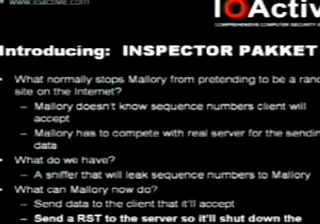 www.ioactive.com
IOActiv
COMPREHENSIVE COMPUTER SECURITY
Introducing: INSPECTOR PAKKET
• What normally stops Mallory from pretending to be a rand
site on the Internet?
– Mallory doesn't know sequence numbers client will
accept
– Mallory has to compete with real server for the sending
data
• What do we have?
– A sniffer that will leak sequence numbers to Mallory
• What can Mallory now do?
– Send data to the client that it'll accept
– Send a RST to the server so it'll shut down the